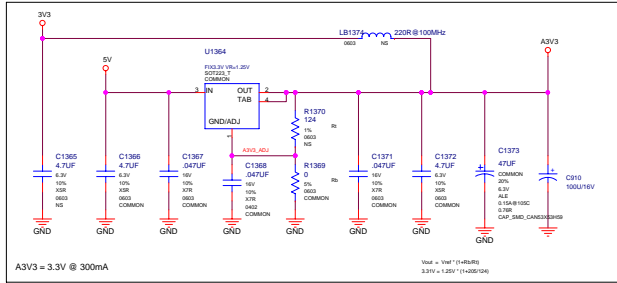 3V3
LB1374
220R@100MHz
0603
NS
A3V3
U1364
5V
FIX3.3V VR=1.25V
SOT223_T
COMMON
3
IN
OUT
2
TAB
4
GND/ADJ
1
R1370
124
1%
0603
NS
Rt
A3V3_ADJ
C1365
4.7UF
6.3V
10%
X5R
0603
NS
C1366
4.7UF
6.3V
10%
X5R
0603
COMMON
C1367
.047UF
16V
10%
X7R
0603
COMMON
C1368
.047UF
16V
10%
X7R
0402
COMMON
R1369
0
5%
0603
COMMON
Rb
C1371
.047UF
16V
10%
X7R
0603
COMMON
C1372
4.7UF
6.3V
10%
X5R
0603
COMMON
C1373
47UF
COMMON
20%
6.3V
ALE
0.15A@105C
0.76R
CAP_SMD_CAN53X53H59
C910
100U/16V
GND
GND
GND
GND
GND
GND
GND
GND
GND
A3V3 = 3.3V @ 300mA
Vout = Vref * (1+Rb/Rt)
3.31V = 1.25V * (1+205/124)